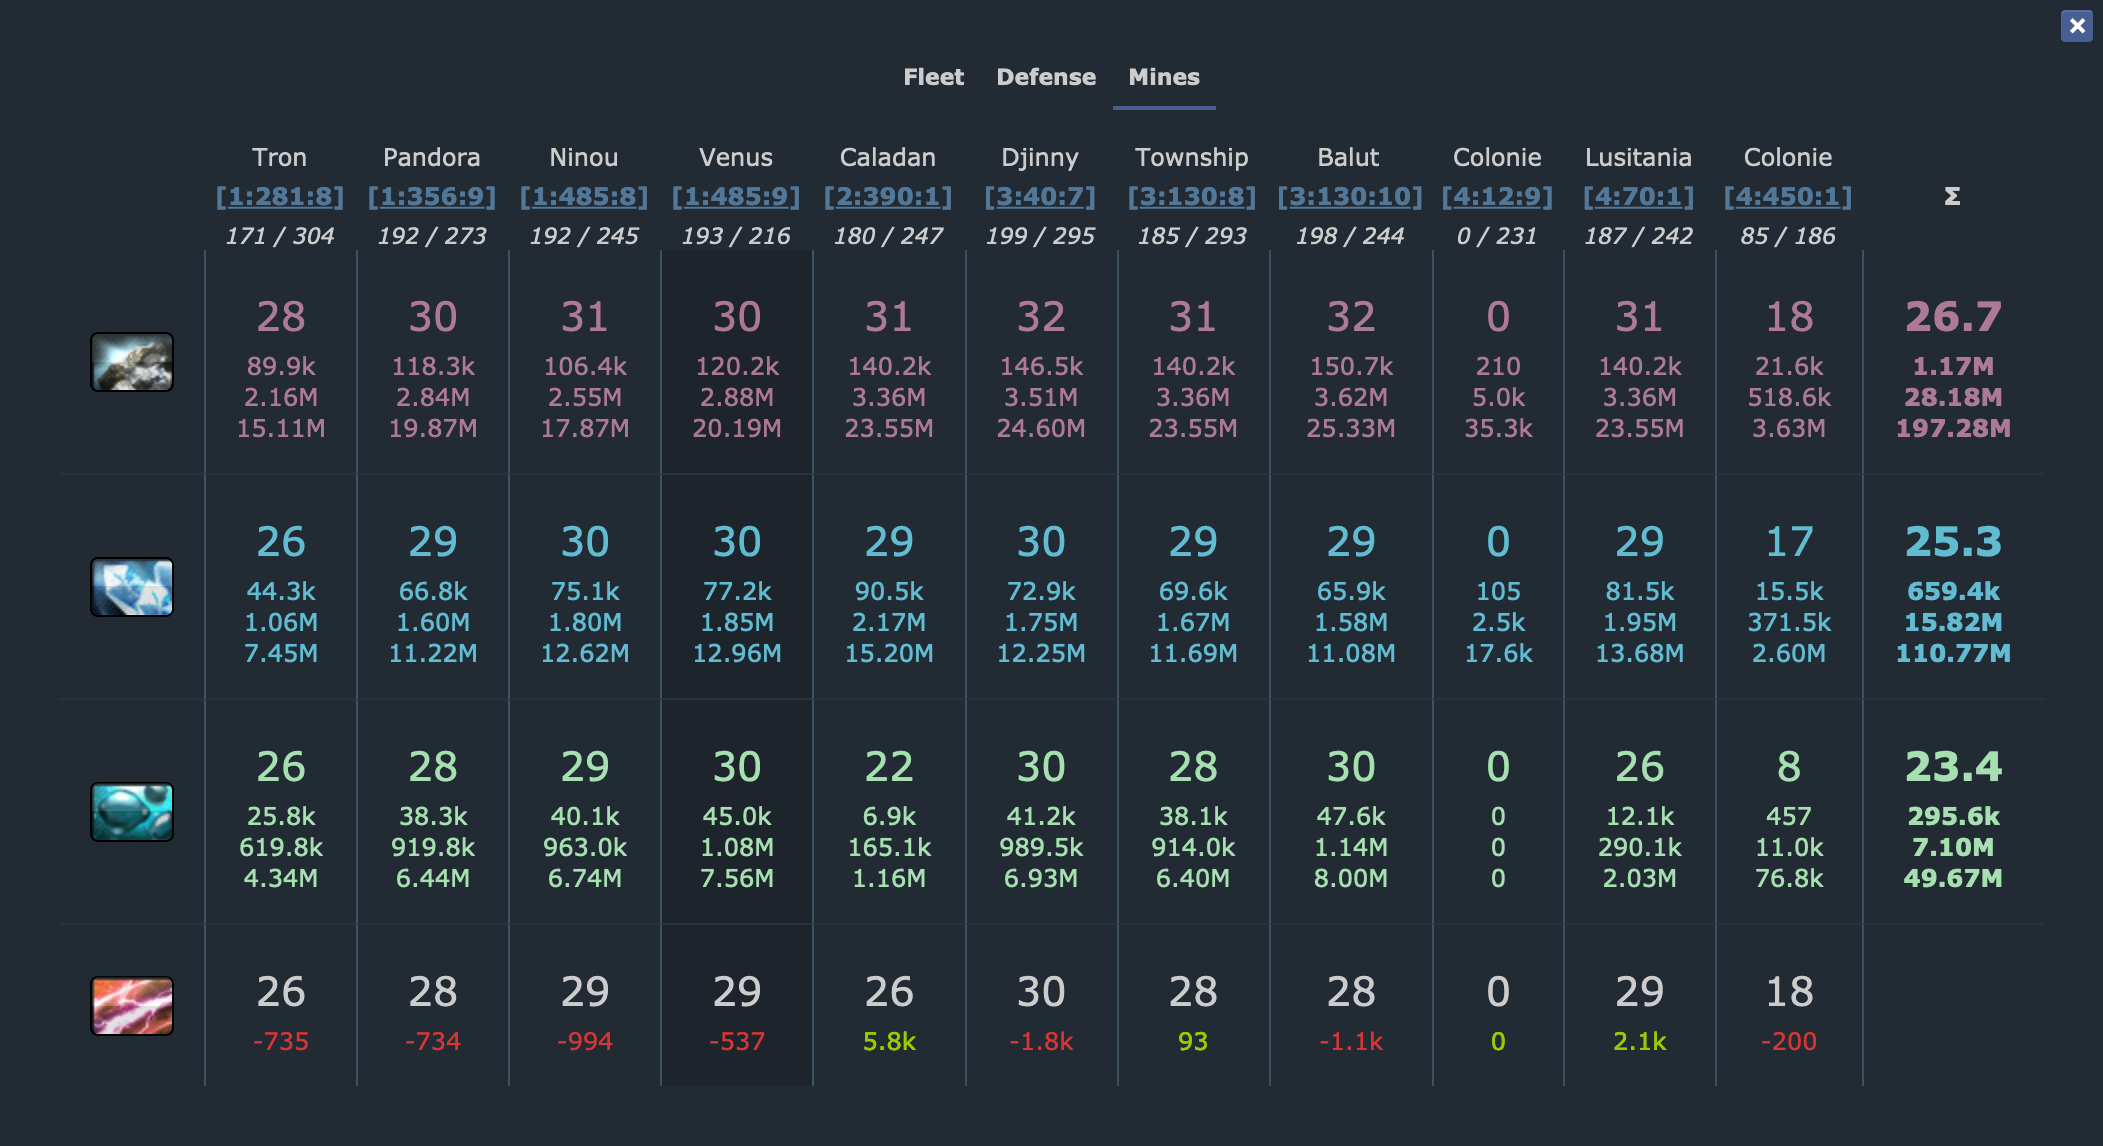 Fleet Defense Mines
Tron Pandora Ninou Venus Caladan Djinny Township Balut Colonie Lusitania Colonie
[1:281:8] [1:356:9] [1:485:8] [1:485:9] [2:390:1] [3:40:7] [3:130:8] [3:130:10] [4:12:9] [4:70:1] [4:450:1] Σ
171 / 304 192 / 273 192 / 245 193 / 216 180 / 247 199 / 295 185 / 293 198 / 244 0 / 231 187 / 242 85 / 186
28 30 31 30 31 32 31 32 0 31 18 26.7
89.9k 118.3k 106.4k 120.2k 140.2k 146.5k 140.2k 150.7k 210 140.2k 21.6k 1.17M
2.16M 2.84M 2.55M 2.88M 3.36M 3.51M 3.36M 3.62M 5.0k 3.36M 518.6k 28.18M
15.11M 19.87M 17.87M 20.19M 23.55M 24.60M 23.55M 25.33M 35.3k 23.55M 3.63M 197.28M
26 29 30 30 29 30 29 29 0 29 17 25.3
44.3k 66.8k 75.1k 77.2k 90.5k 72.9k 69.6k 65.9k 105 81.5k 15.5k 659.4k
1.06M 1.60M 1.80M 1.85M 2.17M 1.75M 1.67M 1.58M 2.5k 1.95M 371.5k 15.82M
7.45M 11.22M 12.62M 12.96M 15.20M 12.25M 11.69M 11.08M 17.6k 13.68M 2.60M 110.77M
26 28 29 30 22 30 28 30 0 26 8 23.4
25.8k 38.3k 40.1k 45.0k 6.9k 41.2k 38.1k 47.6k 0 12.1k 457 295.6k
619.8k 919.8k 963.0k 1.08M 165.1k 989.5k 914.0k 1.14M 0 290.1k 11.0k 7.10M
4.34M 6.44M 6.74M 7.56M 1.16M 6.93M 6.40M 8.00M 0 2.03M 76.8k 49.67M
26 28 29 29 26 30 28 28 0 29 18
-735 -734 -994 -537 5.8k -1.8k 93 -1.1k 0 2.1k -200